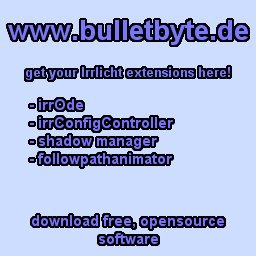 www.bulletbyte.de
get your Irrlicht extensions here!
- irrOde
- irrConfigController
- shadow manager
- followpathanimator
download free, opensource
software